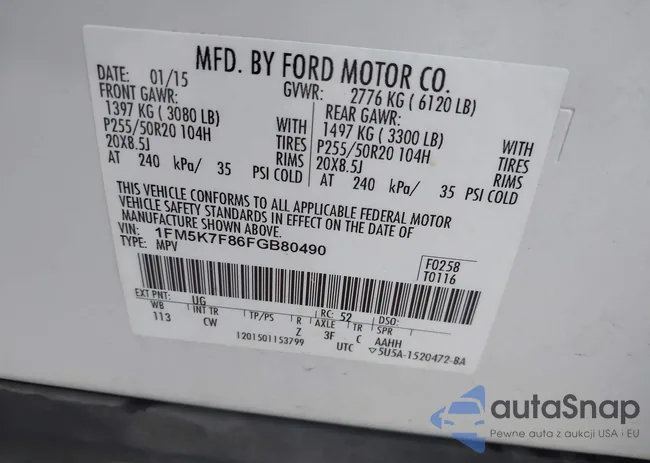 MFD. BY FORD MOTOR CO.
DATE: 01/15 GVWR: 2776 KG ( 6120 LB)
FRONT GAWR: REAR GAWR:
1397 KG ( 3080 LB) WITH 1497 KG ( 3300 LB) WITH
P255/50R20 104H TIRES P255/50R20 104H TIRES
20X8.5J RIMS 20X8.5J RIMS
AT 240 kPa/ 35 PSI COLD AT 240 kPa/ 35 PSI COLD
THIS VEHICLE CONFORMS TO ALL APPLICABLE FEDERAL MOTOR
VEHICLE SAFETY STANDARDS IN EFFECT ON THE DATE OF
MANUFACTURE SHOWN ABOVE.
VIN: 1FM5K7F86FGB80490
TYPE: MPV
F0258
T0116
EXT PNT: UG RC: 52 DSO:
WB INT TR TP/PS R AXLE TR SPR
113 CW Z 3F C AAHH
1201501153799 UTC ▽5U5A-1520472-BA
autaSnap
Pewne auta z aukcji USA i EU